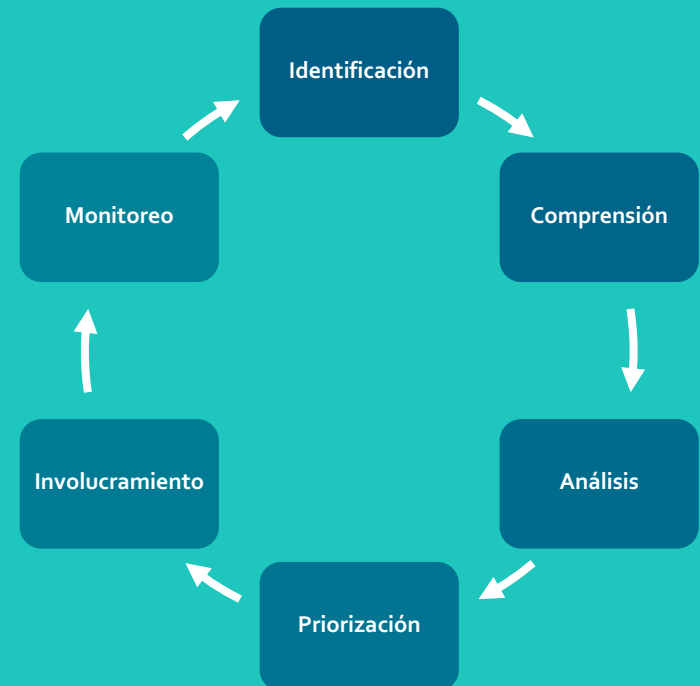 Identificación
Comprensión
Análisis
Priorización
Involucramiento
Monitoreo